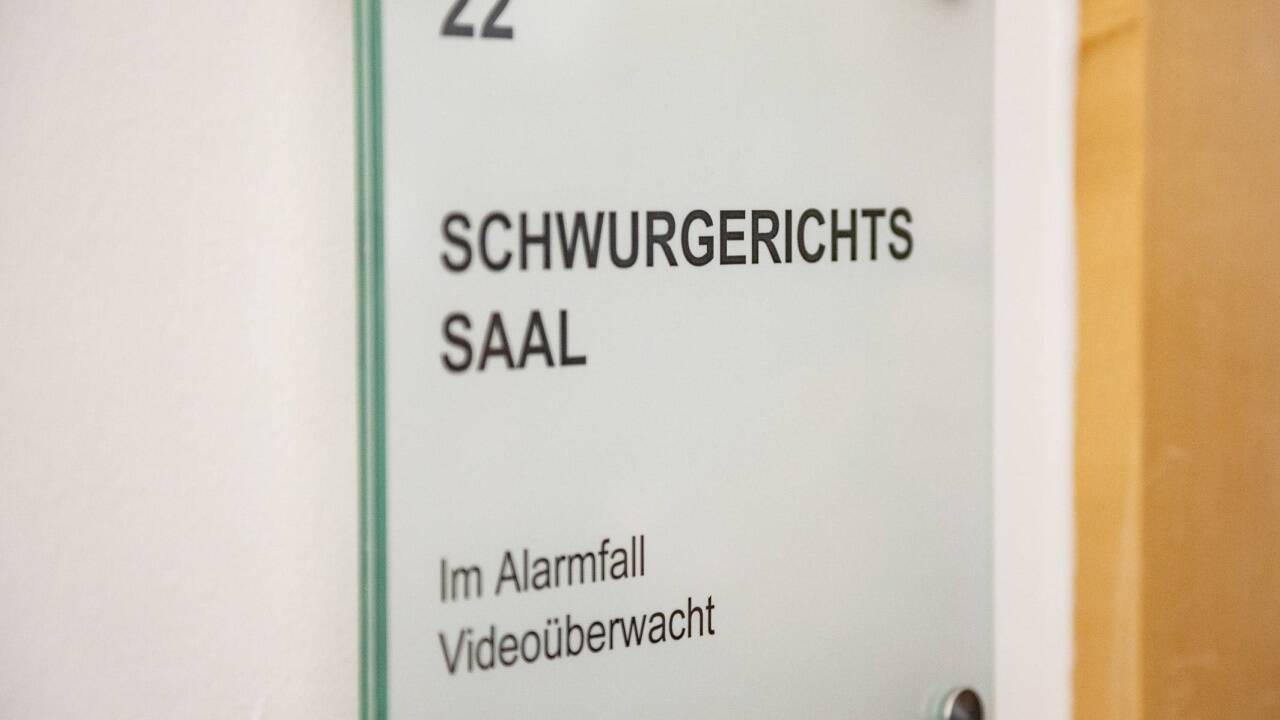 22
SCHWURGERICHTS
SAAL
Im Alarmfall
Videoüberwacht